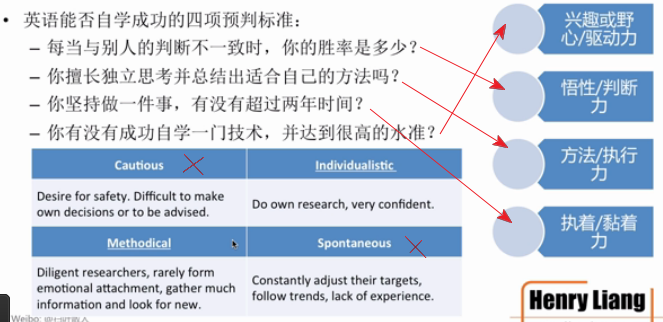 • 英语能否自学成功的四项预判标准：
– 每当与别人的判断不一致时，你的胜率是多少？
– 你擅长独立思考并总结出适合自己的方法吗？
– 你坚持做一件事，有没有超过两年时间？
– 你有没有成功自学一门技术，并达到很高的水准？
兴趣或野
心/驱动力
悟性/判断
力
方法/执行
力
执着/黏着
力
Cautious
Individualistic
Desire for safety. Difficult to make
own decisions or to be advised.
Do own research, very confident.
Methodical
Spontaneous
Diligent researchers, rarely form
emotional attachment, gather much
information and look for new.
Constantly adjust their targets,
follow trends, lack of experience.
Henry Liang
Weibo: